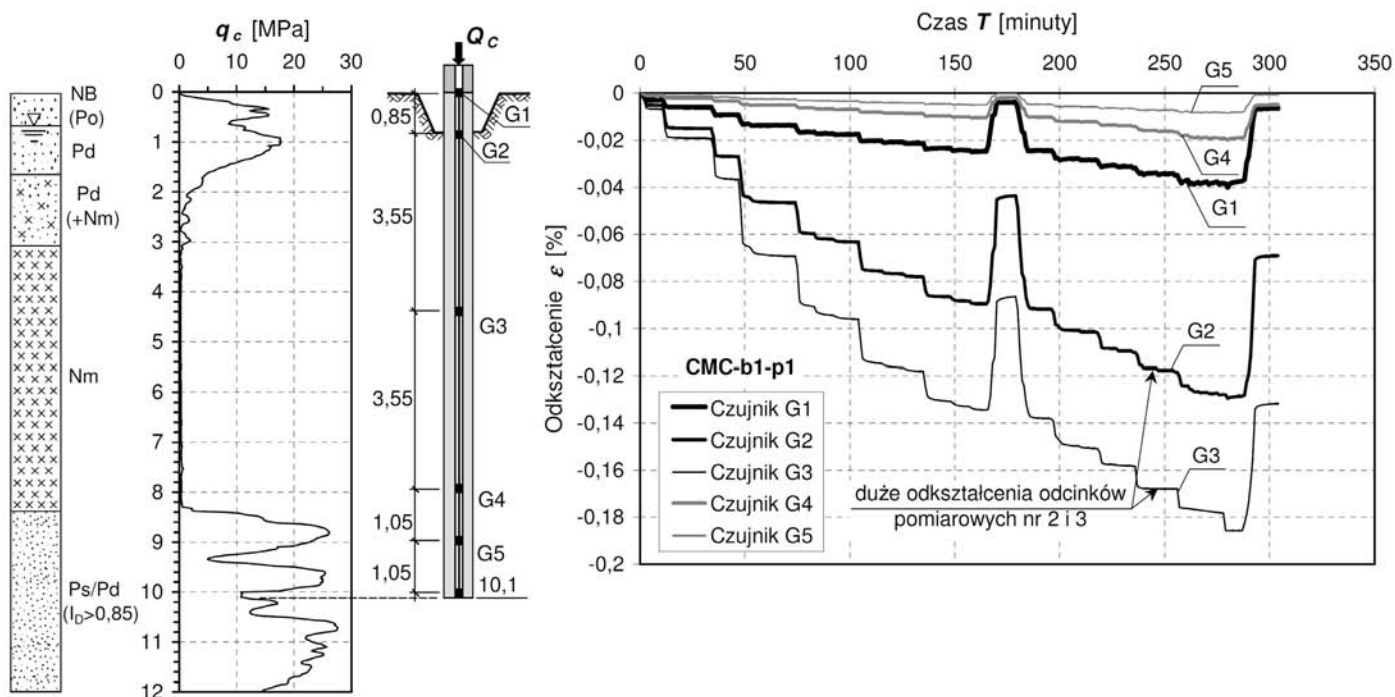 q c [MPa]
0 10 20 30
0
1
2
3
4
5
6
7
8
9
10
11
12
NB
(Po)
Pd
Pd
(+Nm)
Nm
Ps/Pd
(ID>0,85)
Qc
0,85
3,55
3,55
1,05
1,05
10,1
G1
G2
G3
G4
G5
Czas T [minuty]
0 50 100 150 200 250 300 350
0
-0,02
-0,04
-0,06
-0,08
-0,1
-0,12
-0,14
-0,16
-0,18
-0,2
Odkształcenie ε [%]
G5
G4
G1
G2
G3
CMC-b1-p1
Czujnik G1
Czujnik G2
Czujnik G3
Czujnik G4
Czujnik G5
duże odkształcenia odcinków
pomiarowych nr 2 i 3